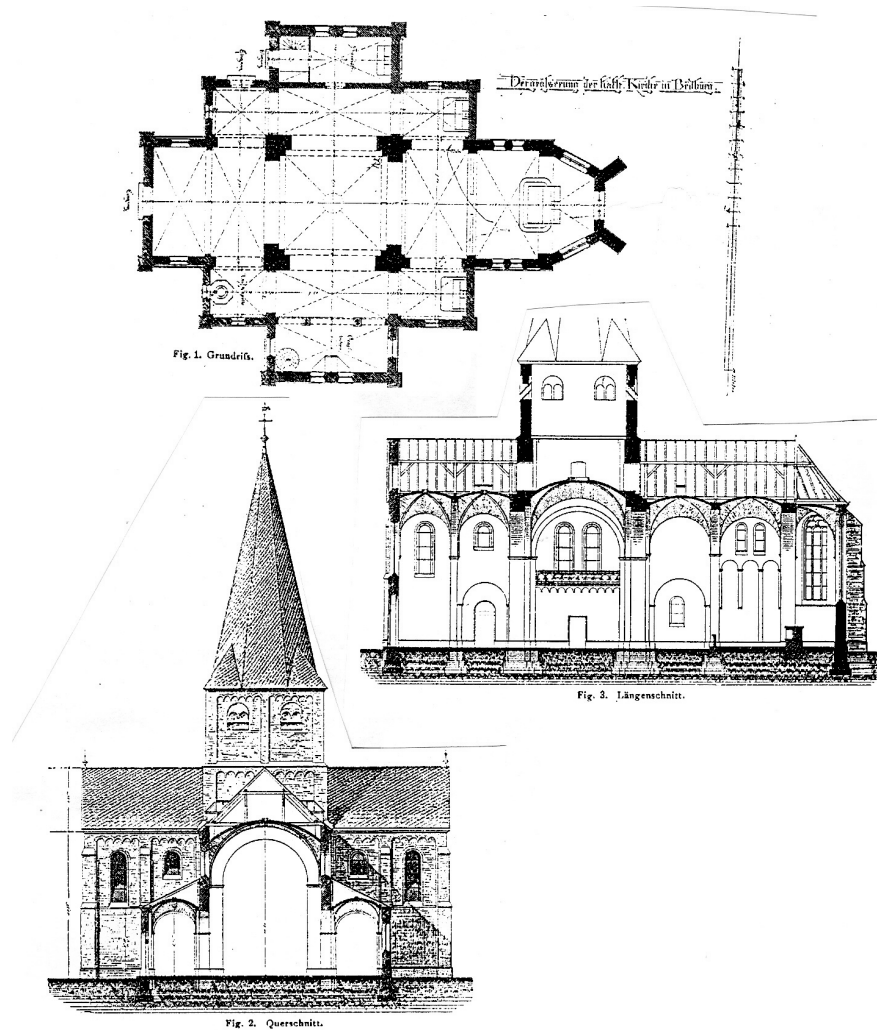 Vergrösserung der kath. Kirche in Bedburg.
Fig. 1. Grundriſs.
Fig. 3. Längenschnitt.
Fig. 2. Querschnitt.